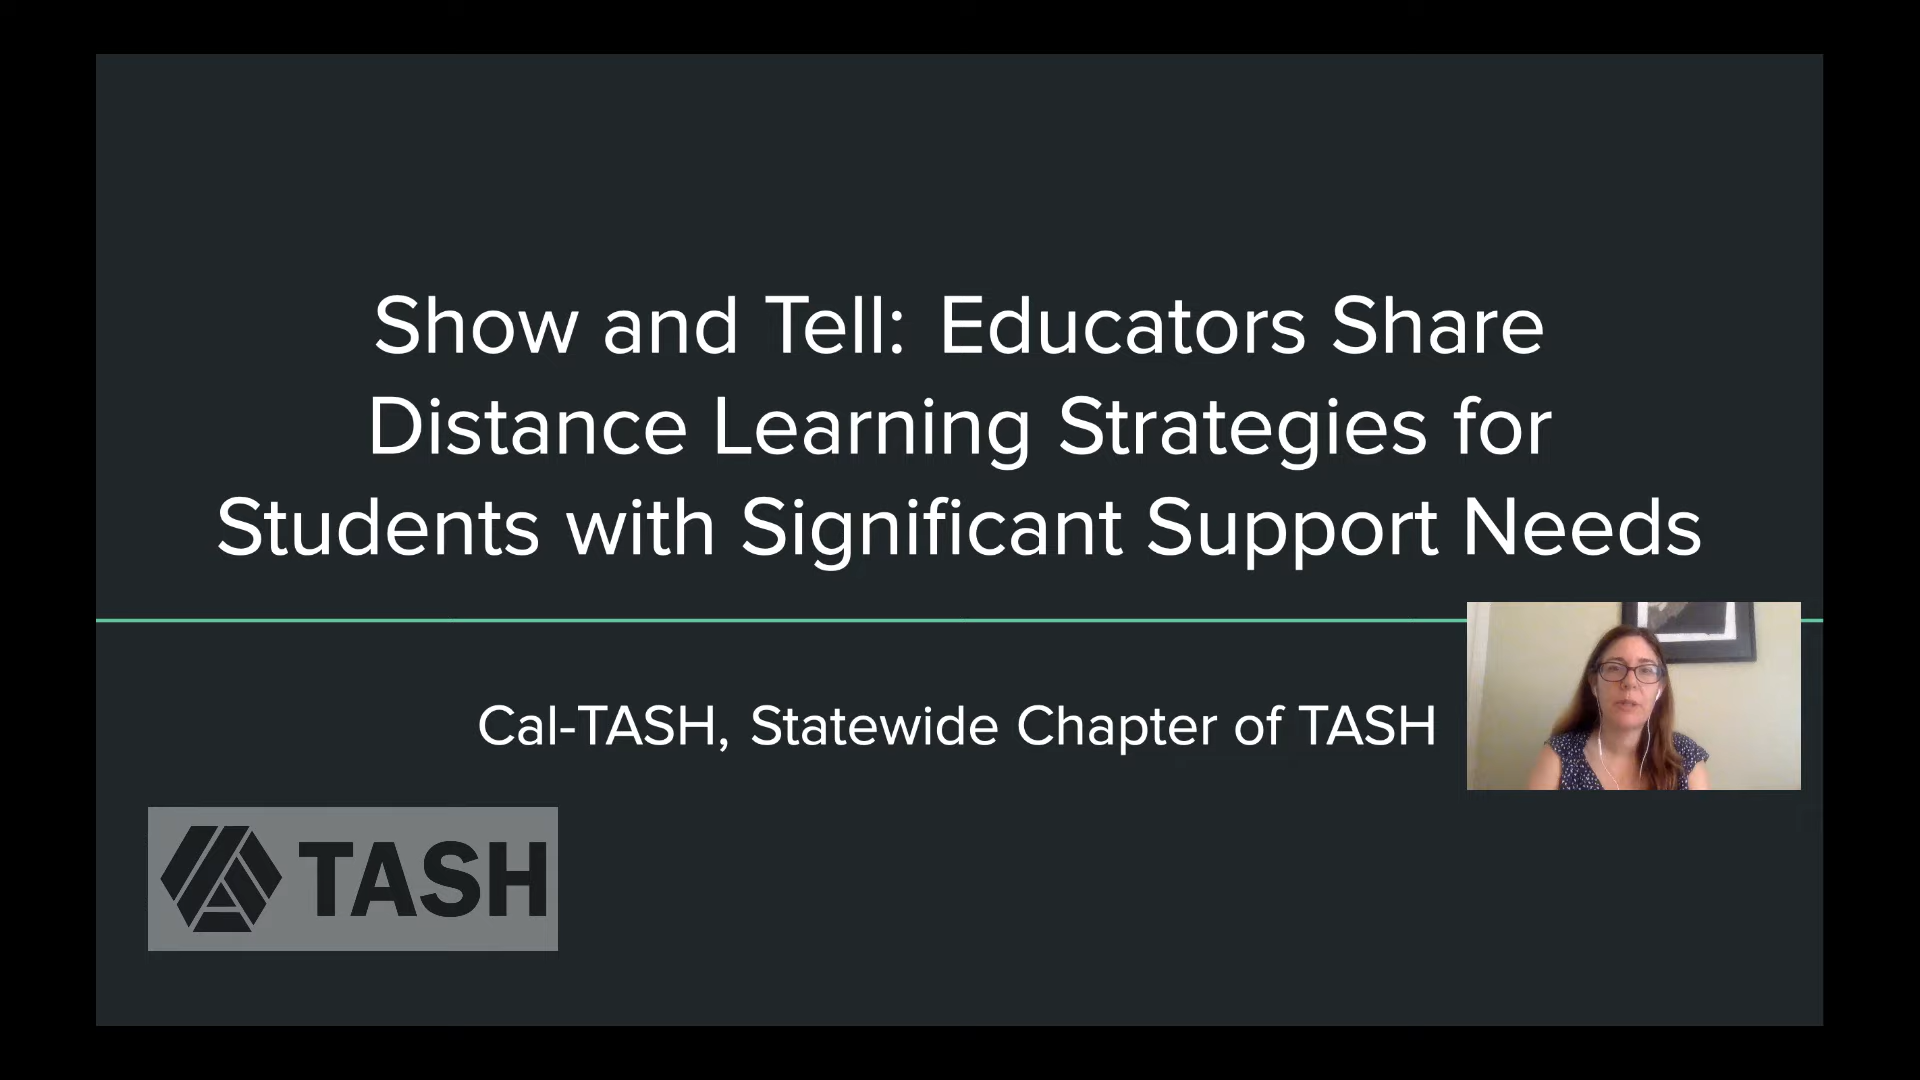 Show and Tell: Educators Share
Distance Learning Strategies for
Students with Significant Support Needs
Cal-TASH, Statewide Chapter of TASH
TASH